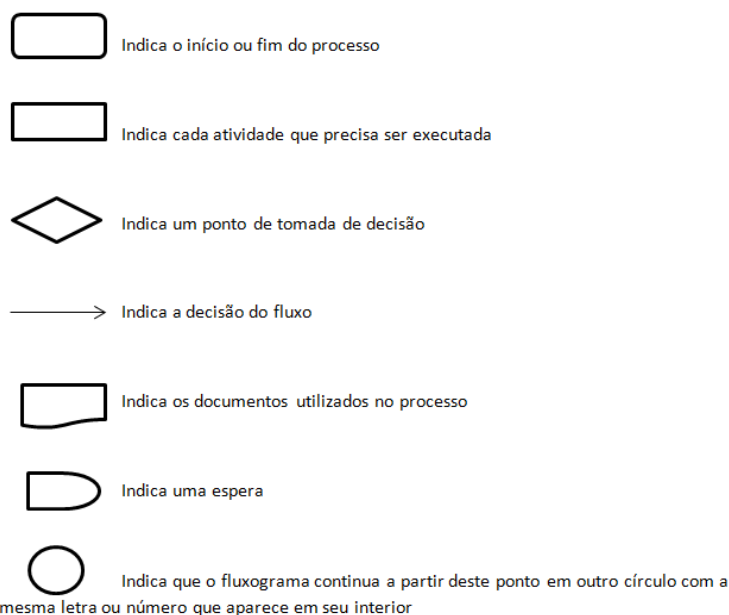 Indica o início ou fim do processo
Indica cada atividade que precisa ser executada
Indica um ponto de tomada de decisão
Indica a decisão do fluxo
Indica os documentos utilizados no processo
Indica uma espera
Indica que o fluxograma continua a partir deste ponto em outro círculo com a
mesma letra ou número que aparece em seu interior